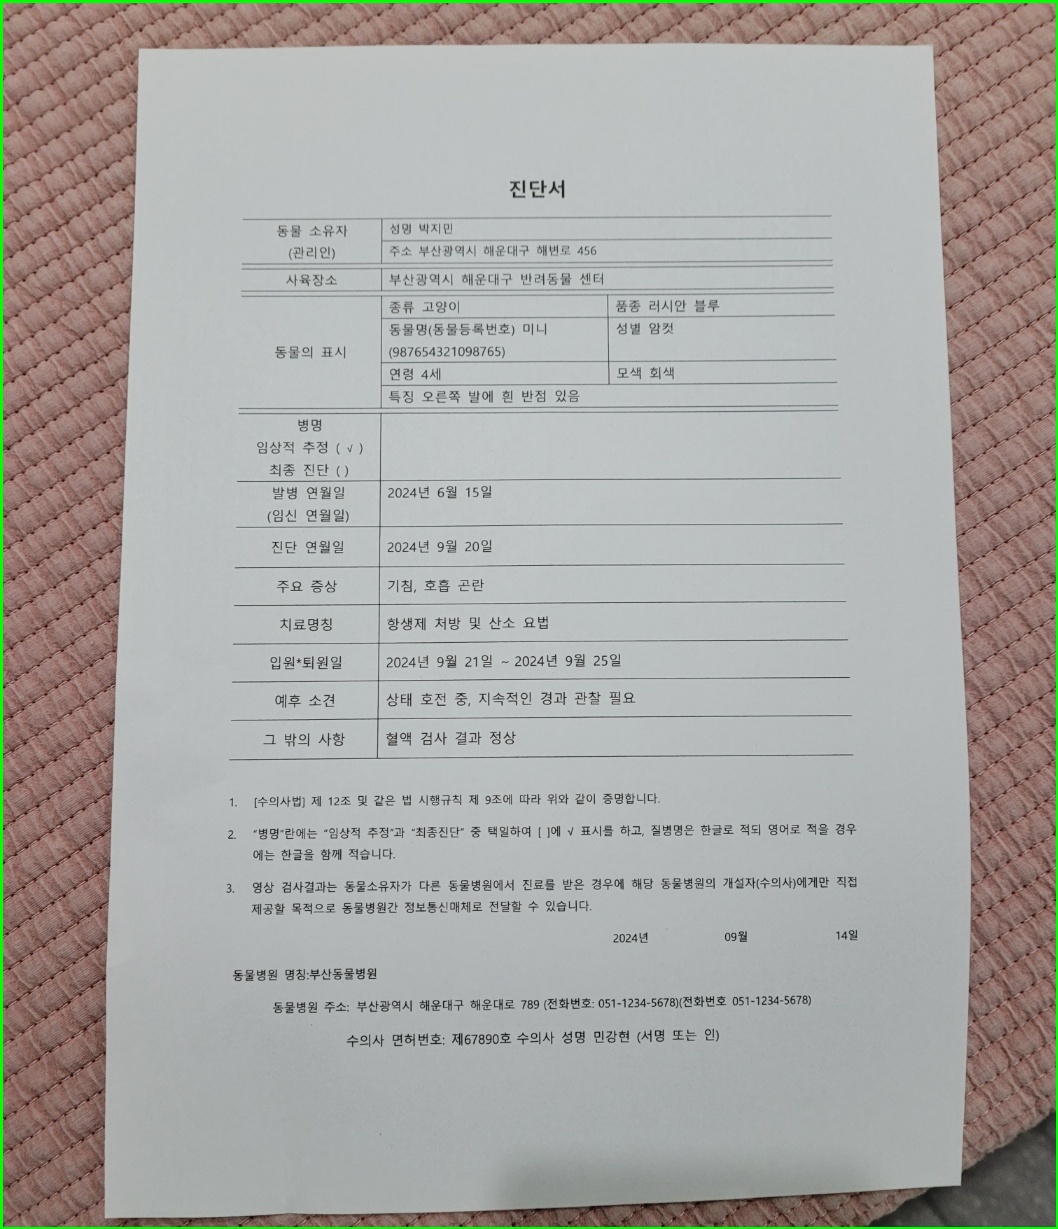 진단서
동물 소유자
(관리인)
성명 박지민
주소 부산광역시 해운대구 해변로 456
사육장소
부산광역시 해운대구 반려동물 센터
동물의 표시
종류 고양이
품종 러시안 블루
동물명(동물등록번호) 미니
(987654321098765)
성별 암컷
연령 4세
모색 회색
특징 오른쪽 발에 흰 반점 있음
병명
임상적 추정 ( √ )
최종 진단 ( )
발병 연월일
(임신 연월일)
2024년 6월 15일
진단 연월일
2024년 9월 20일
주요 증상
기침, 호흡 곤란
치료명칭
항생제 처방 및 산소 요법
입원*퇴원일
2024년 9월 21일 ~ 2024년 9월 25일
예후 소견
상태 호전 중, 지속적인 경과 관찰 필요
그 밖의 사항
혈액 검사 결과 정상
1. [수의사법] 제 12조 및 같은 법 시행규칙 제 9조에 따라 위와 같이 증명합니다.
2. "병명"란에는 "임상적 추정"과 "최종진단" 중 택일하여 [ ]에 √ 표시를 하고, 질병명은 한글로 적되 영어로 적을 경우
에는 한글을 함께 적습니다.
3. 영상 검사결과는 동물소유자가 다른 동물병원에서 진료를 받은 경우에 해당 동물병원의 개설자(수의사)에게만 직접
제공할 목적으로 동물병원간 정보통신매체로 전달할 수 있습니다.
2024년 09월 14일
동물병원 명칭:부산동물병원
동물병원 주소: 부산광역시 해운대구 해운대로 789 (전화번호: 051-1234-5678)(전화번호 051-1234-5678)
수의사 면허번호: 제67890호 수의사 성명 민강현 (서명 또는 인)